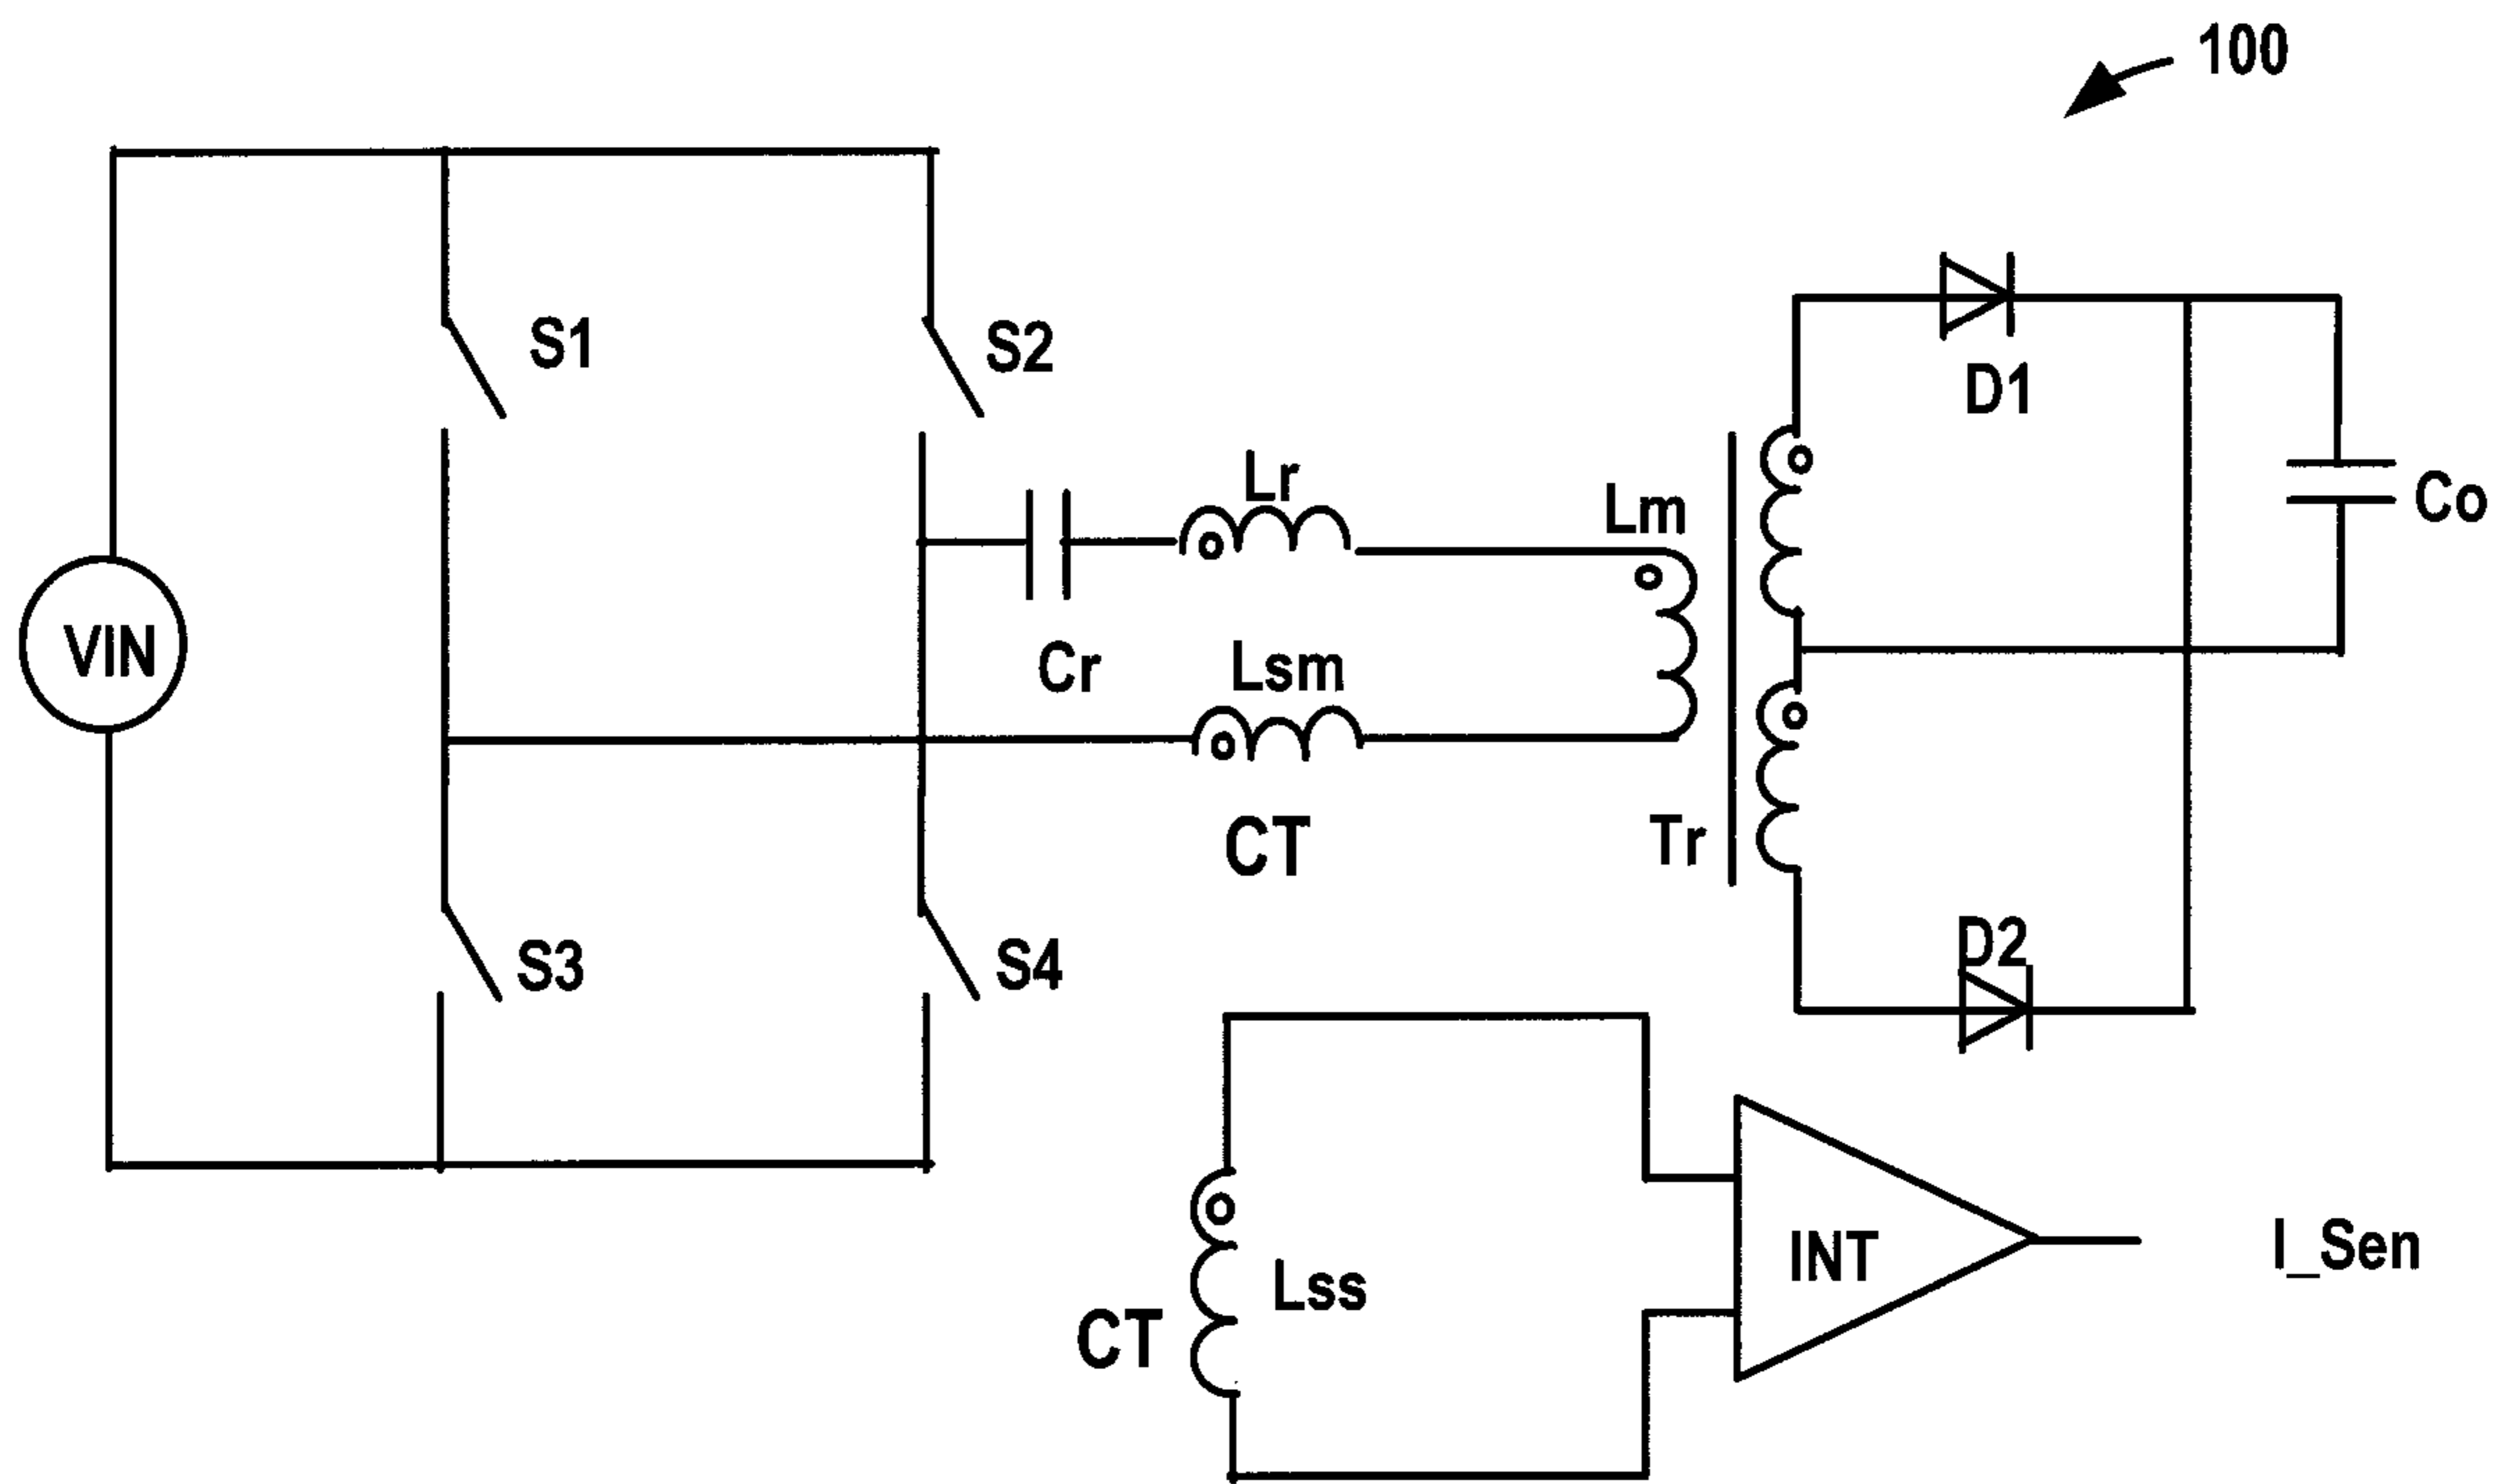 100
S1
S2
D1
Lr
Lm
Co
VIN
Cr
Lsm
CT
Tr
D2
S3
S4
INT
I_Sen
Lss
CT